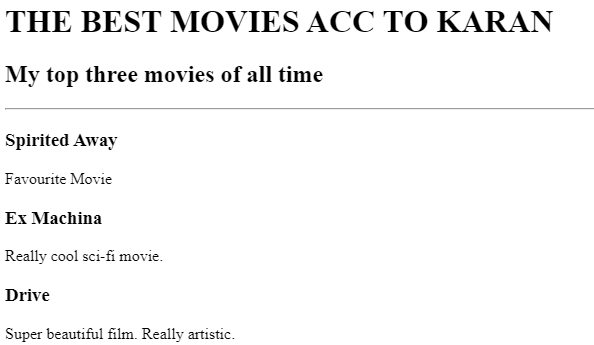 THE BEST MOVIES ACC TO KARAN
My top three movies of all time
Spirited Away
Favourite Movie
Ex Machina
Really cool sci-fi movie.
Drive
Super beautiful film. Really artistic.